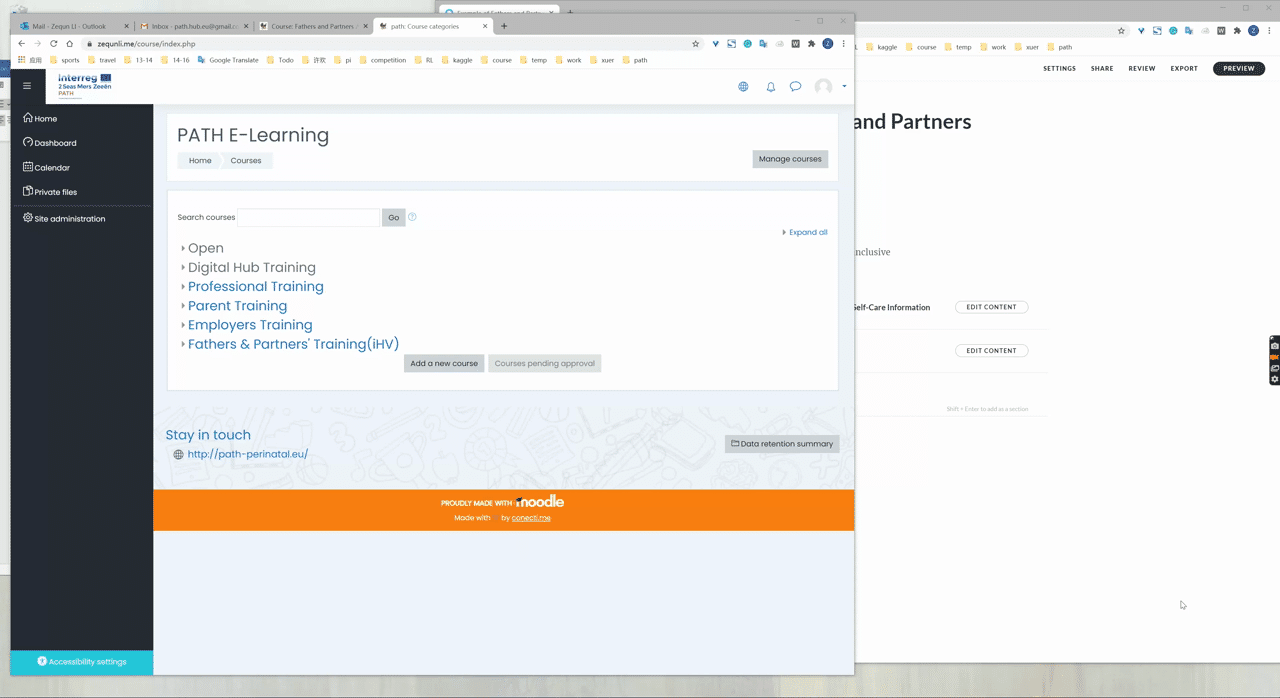 Mail - Zequn LI - Outlook
Inbox - path.hub.eu@gmail.c
Course: Fathers and Partners
path: Course categories
zequnli.me/course/index.php
应用 sports travel 13-14 14-16 Google Translate Todo 许欢 pi competition RL kaggle course temp work xuer path
kaggle course temp work xuer path
Interreg
2 Seas Mers Zeeën
PATH
SETTINGS SHARE REVIEW EXPORT PREVIEW
Home
Dashboard
Calendar
Private files
Site administration
PATH E-Learning
Home Courses
Manage courses
and Partners
Search courses Go
Expand all
nclusive
Open
Digital Hub Training
Professional Training
Parent Training
Employers Training
Fathers & Partners' Training(iHV)
Self-Care Information EDIT CONTENT
EDIT CONTENT
Add a new course Courses pending approval
Shift + Enter to add as a section
Stay in touch
http://path-perinatal.eu/
Data retention summary
PROUDLY MADE WITH moodle
Made with by conecti.me
Accessibility settings